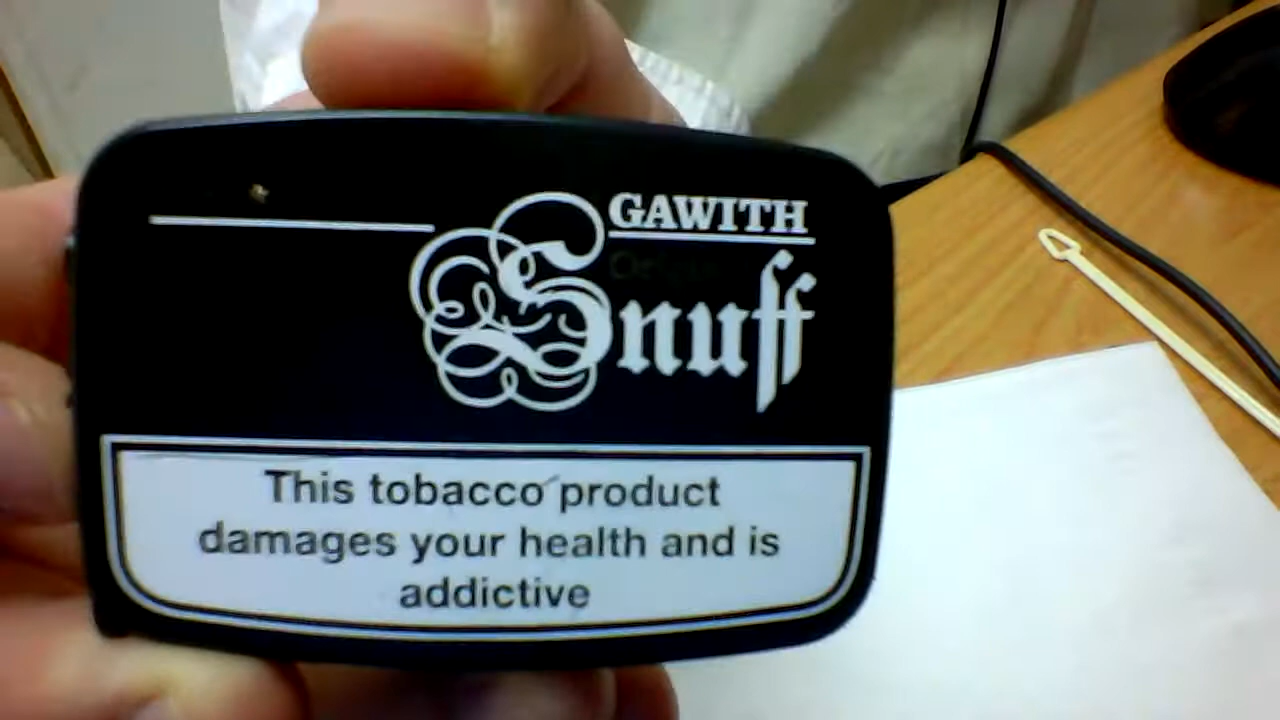 GAWITH
Snuff
This tobacco product
damages your health and is
addictive